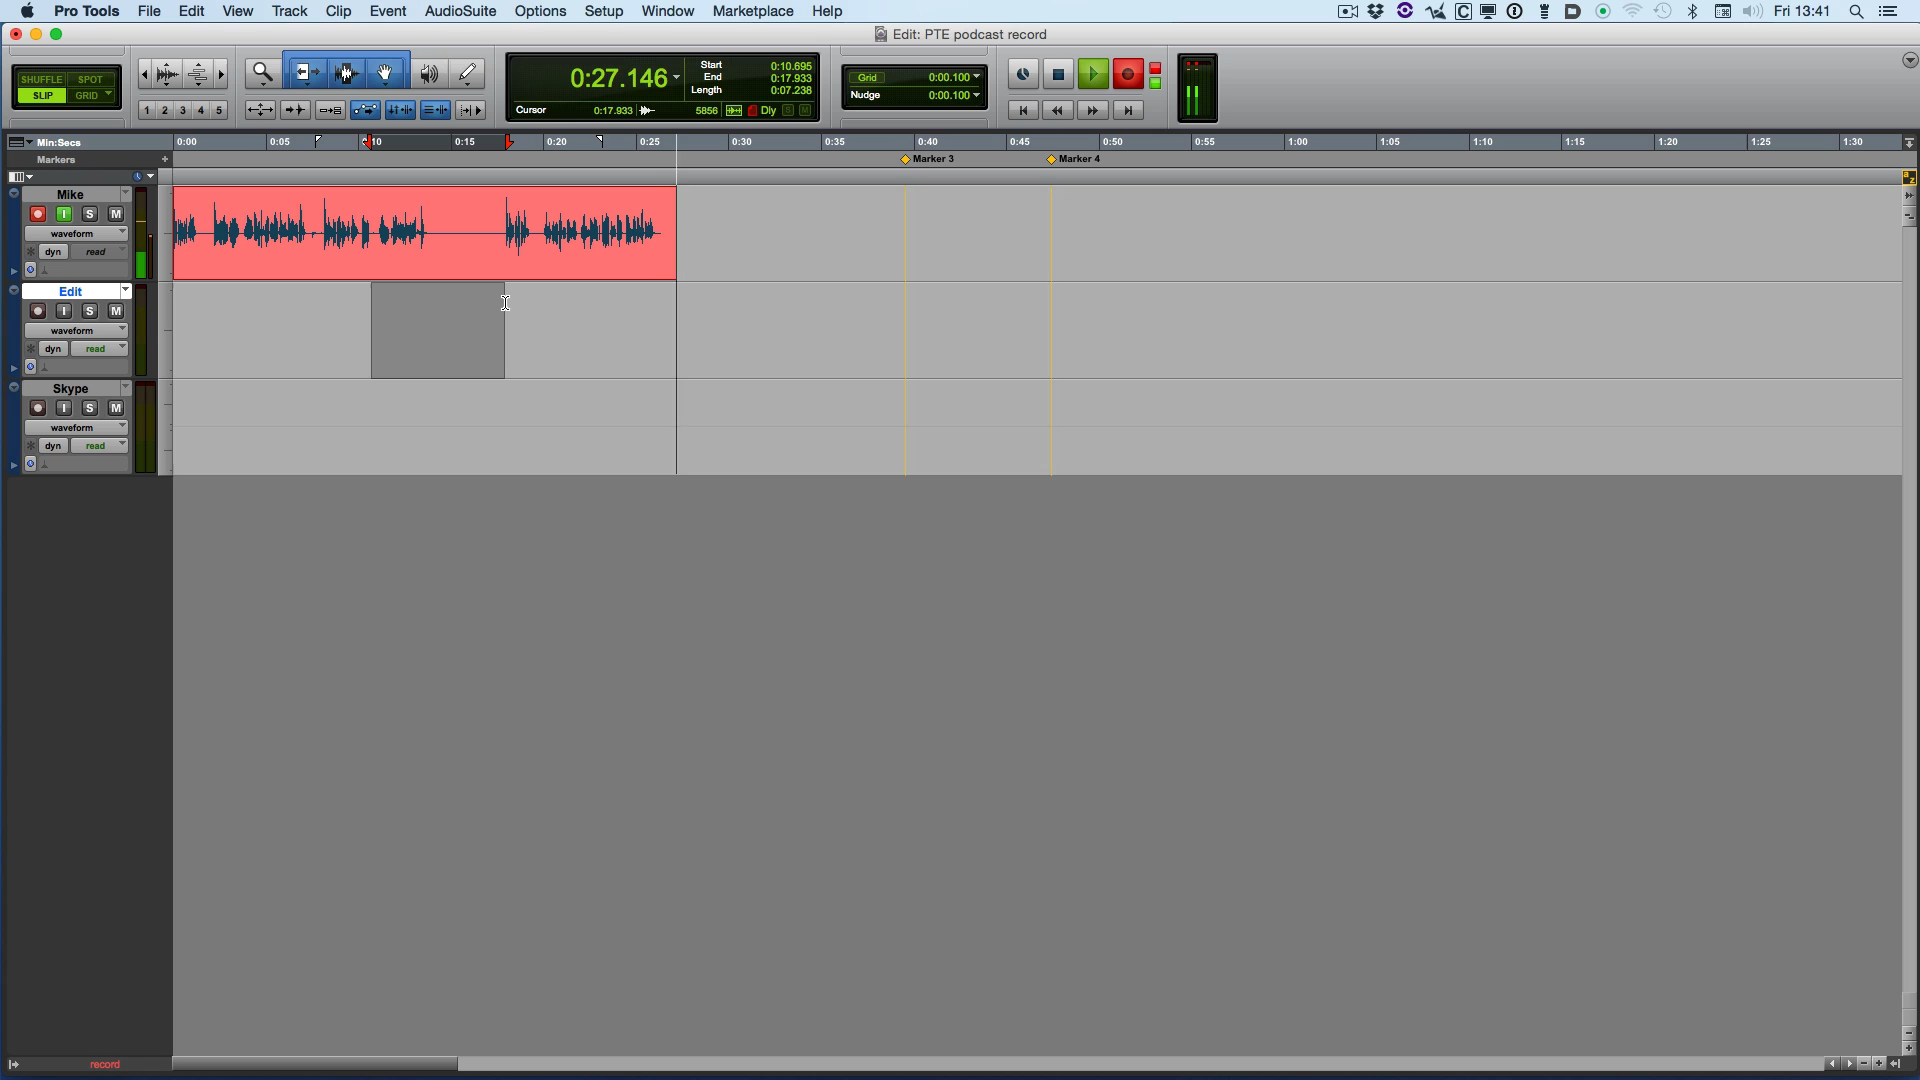 Pro Tools File Edit View Track Clip Event AudioSuite Options Setup Window Marketplace Help Fri 13:41
Edit: PTE podcast record
SHUFFLE SPOT
SLIP GRID
1 2 3 4 5
0:27.146
Start 0:10.695
End 0:17.933
Length 0:07.238
Cursor 0:17.933 5856 Dly S M
Grid 0:00.100
Nudge 0:00.100
Min:Secs 0:00 0:05 0:10 0:15 0:20 0:25 0:30 0:35 0:40 0:45 0:50 0:55 1:00 1:05 1:10 1:15 1:20 1:25 1:30
Markers + Marker 3 Marker 4
a z
Mike
I S M
waveform
dyn read
Edit
I S M
waveform
dyn read
Skype
I S M
waveform
dyn read
record